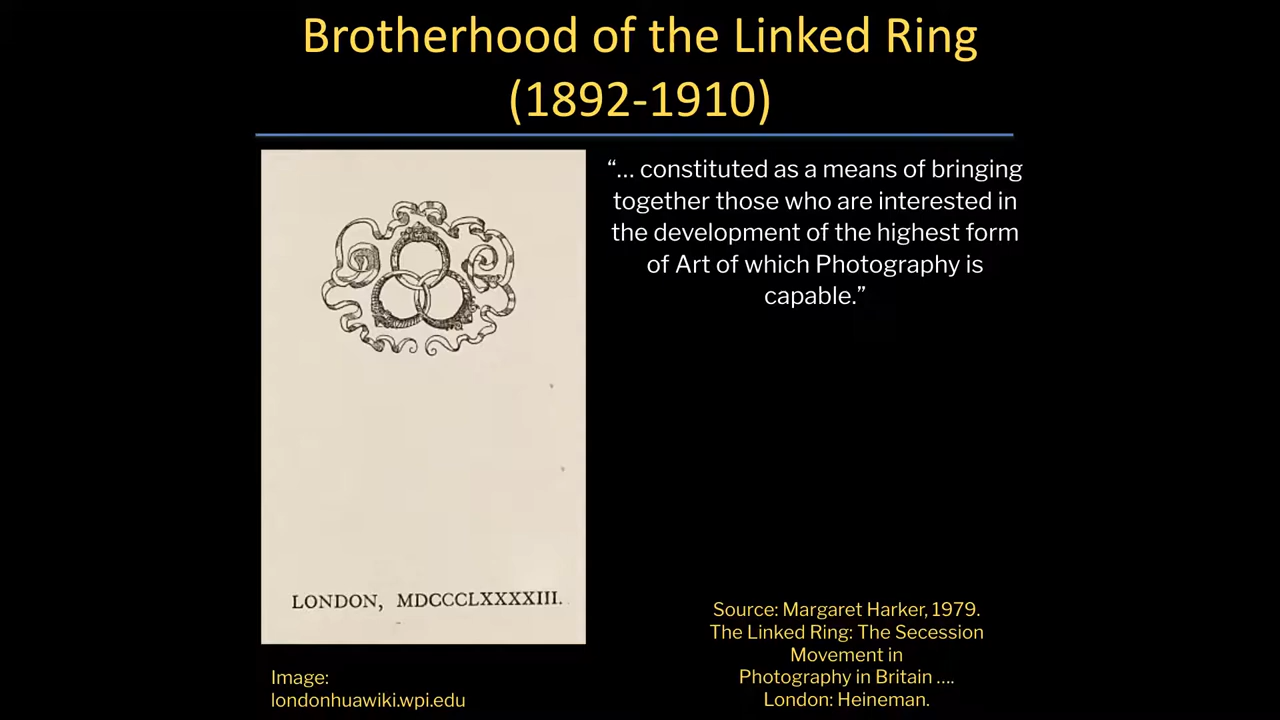 Brotherhood of the Linked Ring
(1892-1910)
“... constituted as a means of bringing
together those who are interested in
the development of the highest form
of Art of which Photography is
capable.”
LONDON, MDCCCLXXXXIII.
Source: Margaret Harker, 1979.
The Linked Ring: The Secession
Movement in
Photography in Britain ....
London: Heineman.
Image:
londonhuawiki.wpi.edu